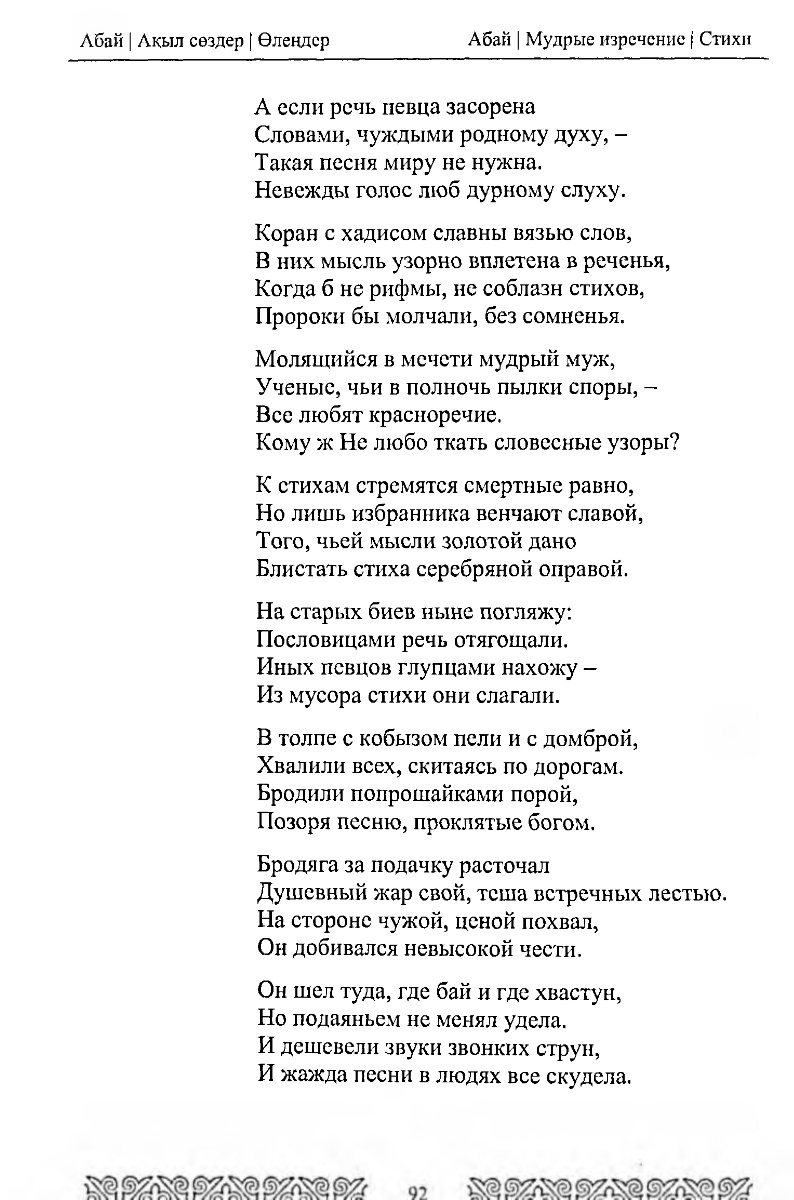 Абай | Ақыл сөздер | Өлеңдер Абай | Мудрые изречение | Стихи
А если речь певца засорена
Словами, чуждыми родному духу, –
Такая песня миру не нужна.
Невежды голос люб дурному слуху.
Коран с хадисом славны вязью слов,
В них мысль узорно вплетена в реченья,
Когда б не рифмы, не соблазн стихов,
Пророки бы молчали, без сомненья.
Молящийся в мечети мудрый муж,
Ученые, чьи в полночь пылки споры, –
Все любят красноречие.
Кому ж Не любо ткать словесные узоры?
К стихам стремятся смертные равно,
Но лишь избранника венчают славой,
Того, чьей мысли золотой дано
Блистать стиха серебряной оправой.
На старых биев ныне погляжу:
Пословицами речь отягощали.
Иных певцов глупцами нахожу –
Из мусора стихи они слагали.
В толпе с кобызом пели и с домброй,
Хвалили всех, скитаясь по дорогам.
Бродили попрошайками порой,
Позоря песню, проклятые богом.
Бродяга за подачку расточал
Душевный жар свой, теша встречных лестью.
На стороне чужой, ценой похвал,
Он добивался невысокой чести.
Он шел туда, где бай и где хвастун,
Но подаяньем не менял удела.
И дешевели звуки звонких струн,
И жажда песни в людях все скудела.
92